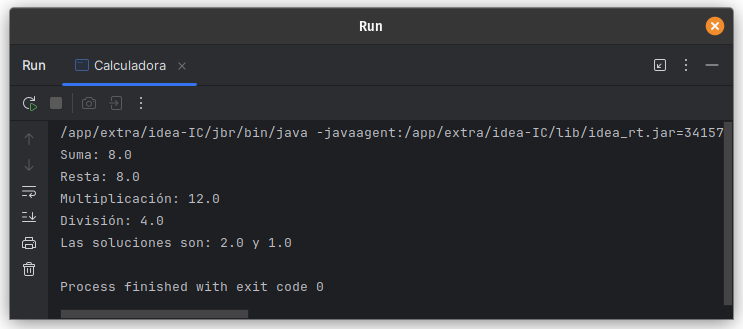 Run
Run Calculadora
/app/extra/idea-IC/jbr/bin/java -javaagent:/app/extra/idea-IC/lib/idea_rt.jar=34157
Suma: 8.0
Resta: 8.0
Multiplicación: 12.0
División: 4.0
Las soluciones son: 2.0 y 1.0
Process finished with exit code 0